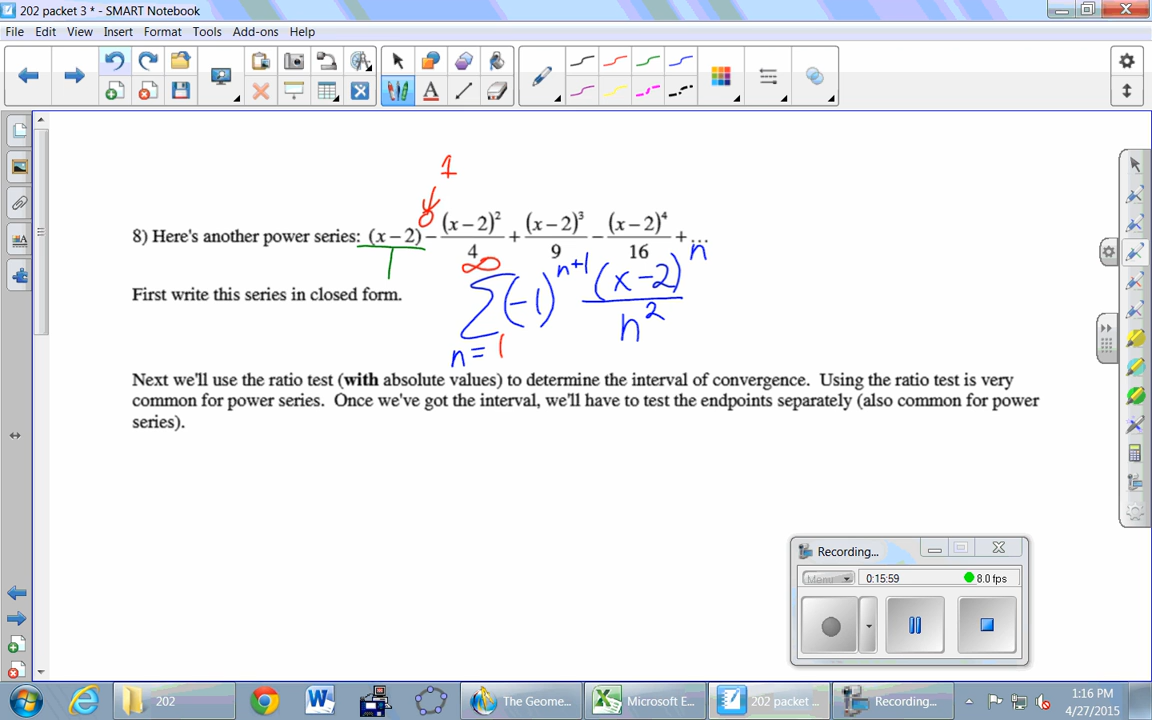 202 packet 3 * - SMART Notebook
File Edit View Insert Format Tools Add-ons Help
1
8) Here's another power series: (x−2) − (x−2)²/4 + (x−2)³/9 − (x−2)⁴/16 + ...
1
First write this series in closed form.
∞ Σ n=1 (−1)^(n+1) (x−2)^n / n²
Next we'll use the ratio test (with absolute values) to determine the interval of convergence. Using the ratio test is very
common for power series. Once we've got the interval, we'll have to test the endpoints separately (also common for power
series).
Recording...
Menu
0:15:59
8.0 fps
202
The Geome...
Microsoft E...
202 packet ...
Recording...
1:16 PM
4/27/2015